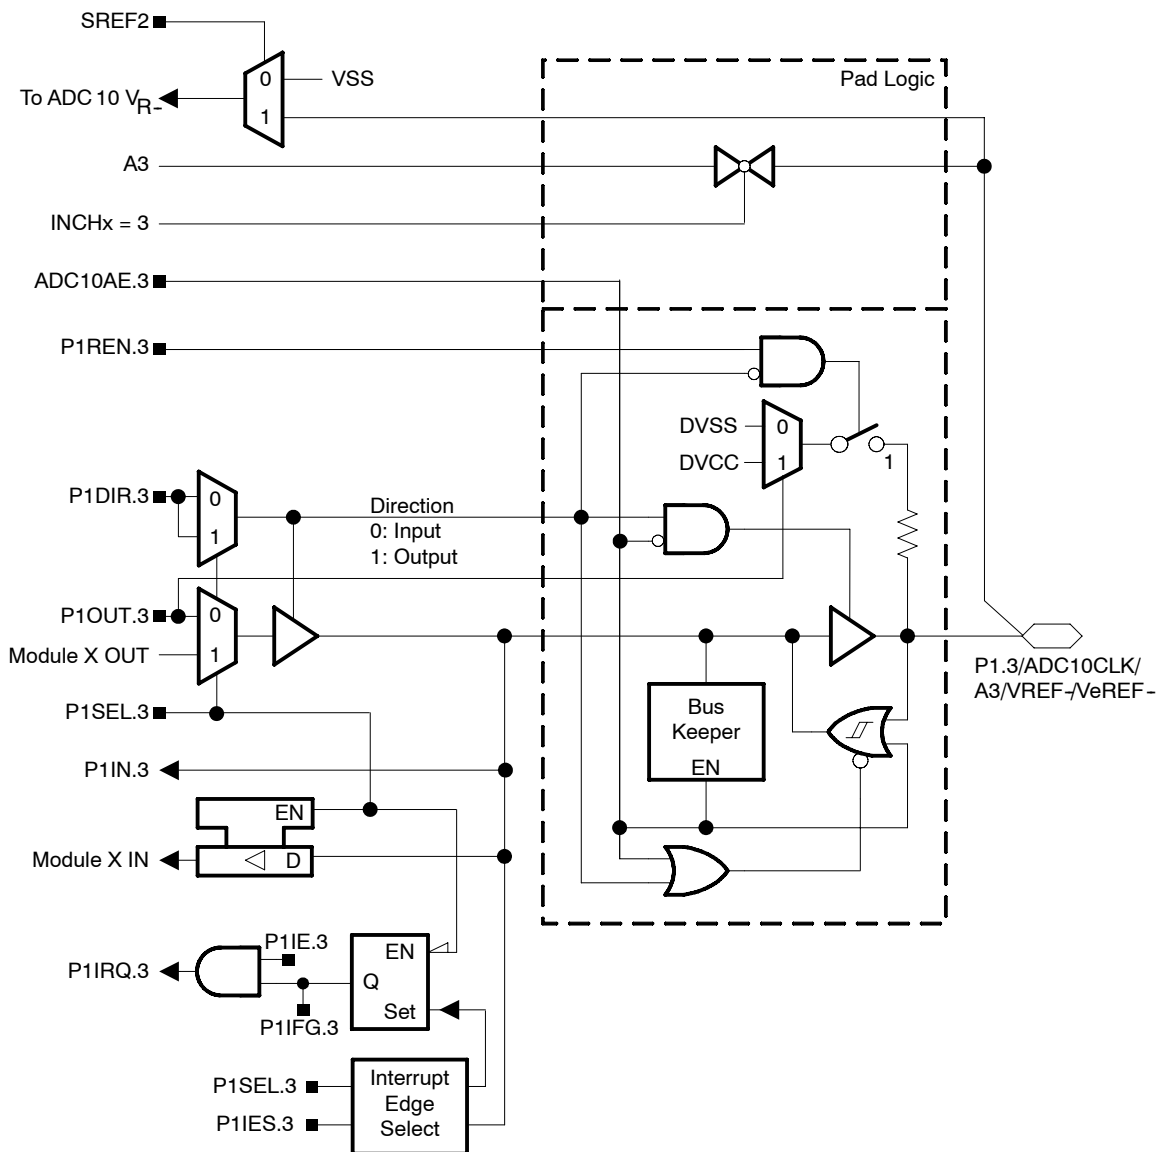 SREF2
0
VSS
Pad Logic
To ADC 10 VR-
1
A3
INCHx = 3
ADC10AE.3
P1REN.3
DVSS
0
DVCC
1
1
P1DIR.3
0
1
Direction
0: Input
1: Output
P1OUT.3
0
Module X OUT
1
P1.3/ADC10CLK/
A3/VREF-/VeREF-
P1SEL.3
Bus
Keeper
EN
P1IN.3
EN
Module X IN
D
P1IE.3
EN
P1IRQ.3
Q
Set
P1IFG.3
P1SEL.3
P1IES.3
Interrupt
Edge
Select